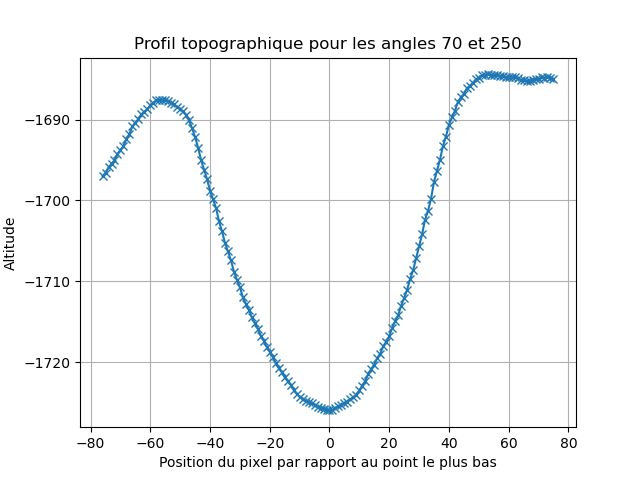 Profil topographique pour les angles 70 et 250
Altitude
−1690
−1700
−1710
−1720
−80 −60 −40 −20 0 20 40 60 80
Position du pixel par rapport au point le plus bas